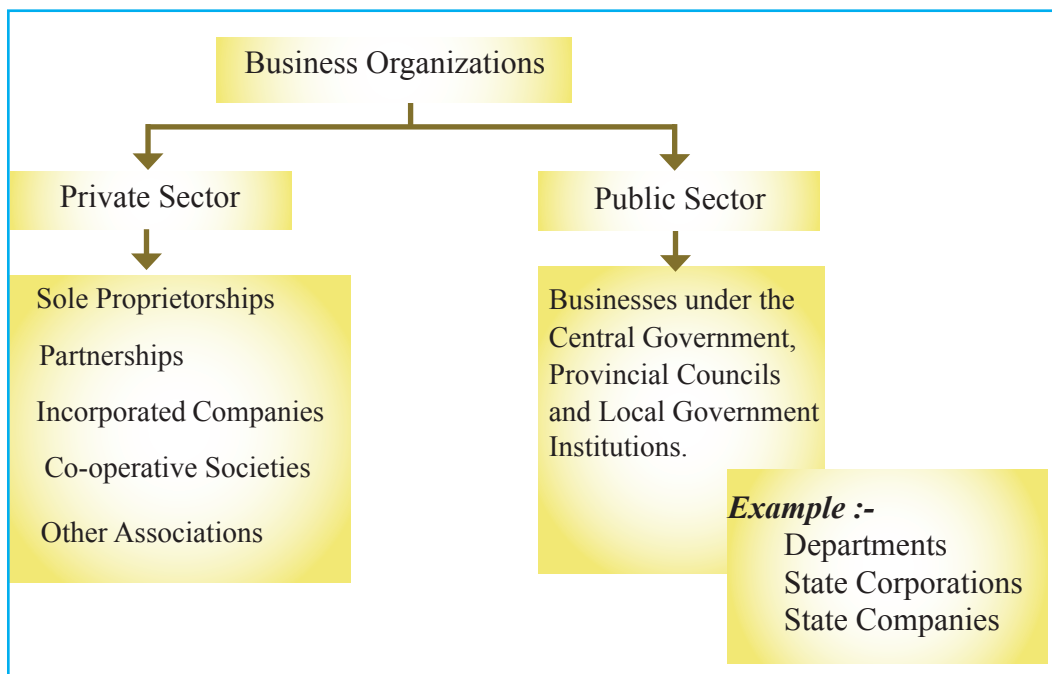 Business Organizations
Private Sector
Sole Proprietorships
Partnerships
Incorporated Companies
Co-operative Societies
Other Associations
Public Sector
Businesses under the
Central Government,
Provincial Councils
and Local Government
Institutions.
Example :-
Departments
State Corporations
State Companies